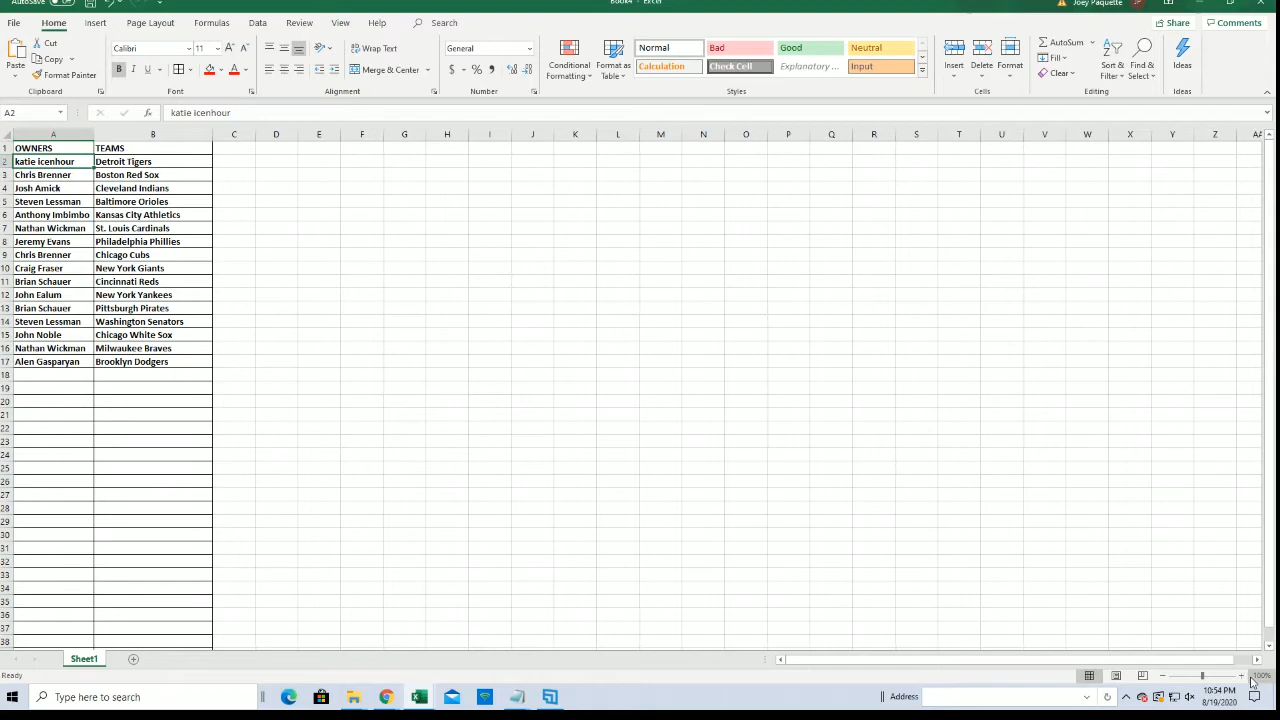 AutoSave Book4 - Excel Joey Paquette JP
File Home Insert Page Layout Formulas Data Review View Help Search Share Comments
Paste Cut Copy Format Painter
Calibri 11 A A B I U A
Wrap Text Merge & Center
General $ % ,
Conditional Formatting Format as Table
Normal Bad Good Neutral
Calculation Check Cell Explanatory ... Input
Insert Delete Format
AutoSum Fill Clear Sort & Filter Find & Select Ideas
Clipboard Font Alignment Number Styles Cells Editing Ideas
A2 fx katie icenhour
A B C D E F G H I J K L M N O P Q R S T U V W X Y Z AA
1 OWNERS TEAMS
2 katie icenhour Detroit Tigers
3 Chris Brenner Boston Red Sox
4 Josh Amick Cleveland Indians
5 Steven Lessman Baltimore Orioles
6 Anthony Imbimbo Kansas City Athletics
7 Nathan Wickman St. Louis Cardinals
8 Jeremy Evans Philadelphia Phillies
9 Chris Brenner Chicago Cubs
10 Craig Fraser New York Giants
11 Brian Schauer Cincinnati Reds
12 John Ealum New York Yankees
13 Brian Schauer Pittsburgh Pirates
14 Steven Lessman Washington Senators
15 John Noble Chicago White Sox
16 Nathan Wickman Milwaukee Braves
17 Alen Gasparyan Brooklyn Dodgers
18
19
20
21
22
23
24
25
26
27
28
29
30
31
32
33
34
35
36
37
38
Sheet1
Ready 100%
Type here to search Address 10:54 PM
8/19/2020